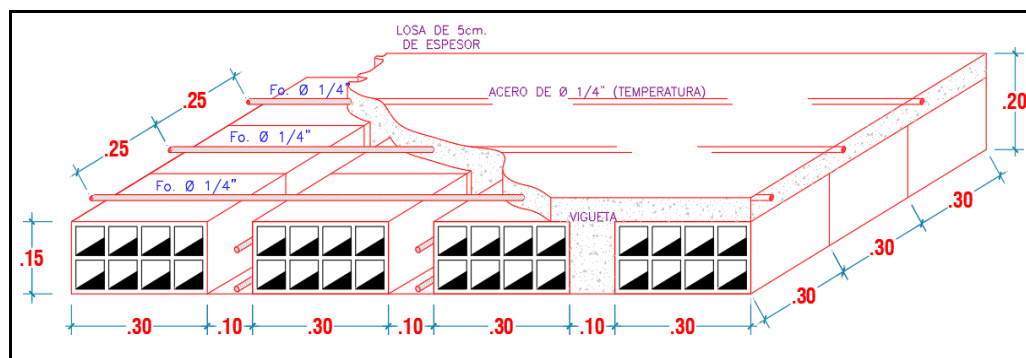 LOSA DE 5cm.
DE ESPESOR
.25
Fo. Ø 1/4"
ACERO DE Ø 1/4" (TEMPERATURA)
.20
.25
Fo. Ø 1/4"
Fo. Ø 1/4"
.30
VIGUETA
.30
.15
.30
.30
.10
.30
.10
.30
.10
.30